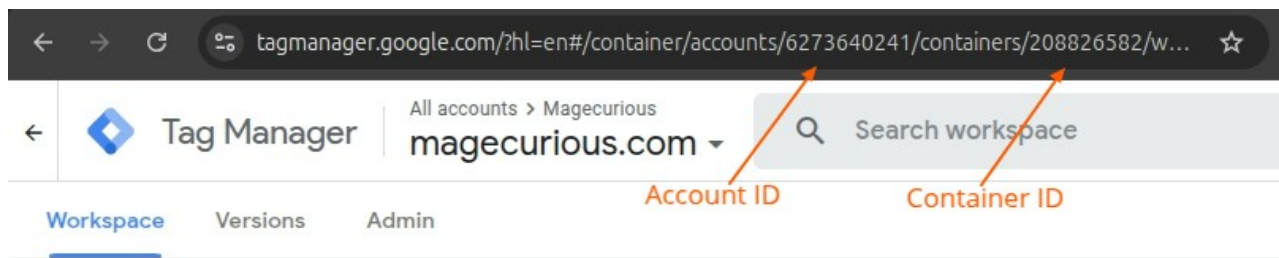 tagmanager.google.com/?hl=en#/container/accounts/6273640241/containers/208826582/w...
Tag Manager
All accounts > Magecurious
magecurious.com
Search workspace
Account ID
Container ID
Workspace Versions Admin